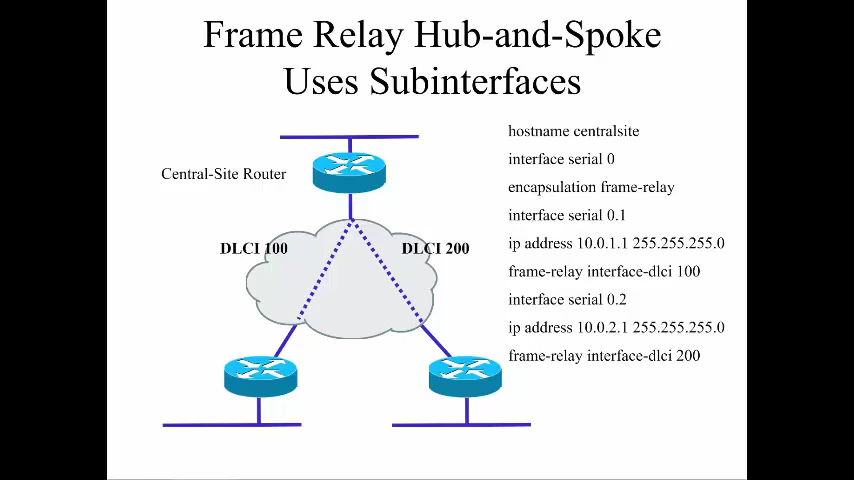 Frame Relay Hub-and-Spoke
Uses Subinterfaces
Central-Site Router
DLCI 100
DLCI 200
hostname centralsite
interface serial 0
encapsulation frame-relay
interface serial 0.1
ip address 10.0.1.1 255.255.255.0
frame-relay interface-dlci 100
interface serial 0.2
ip address 10.0.2.1 255.255.255.0
frame-relay interface-dlci 200